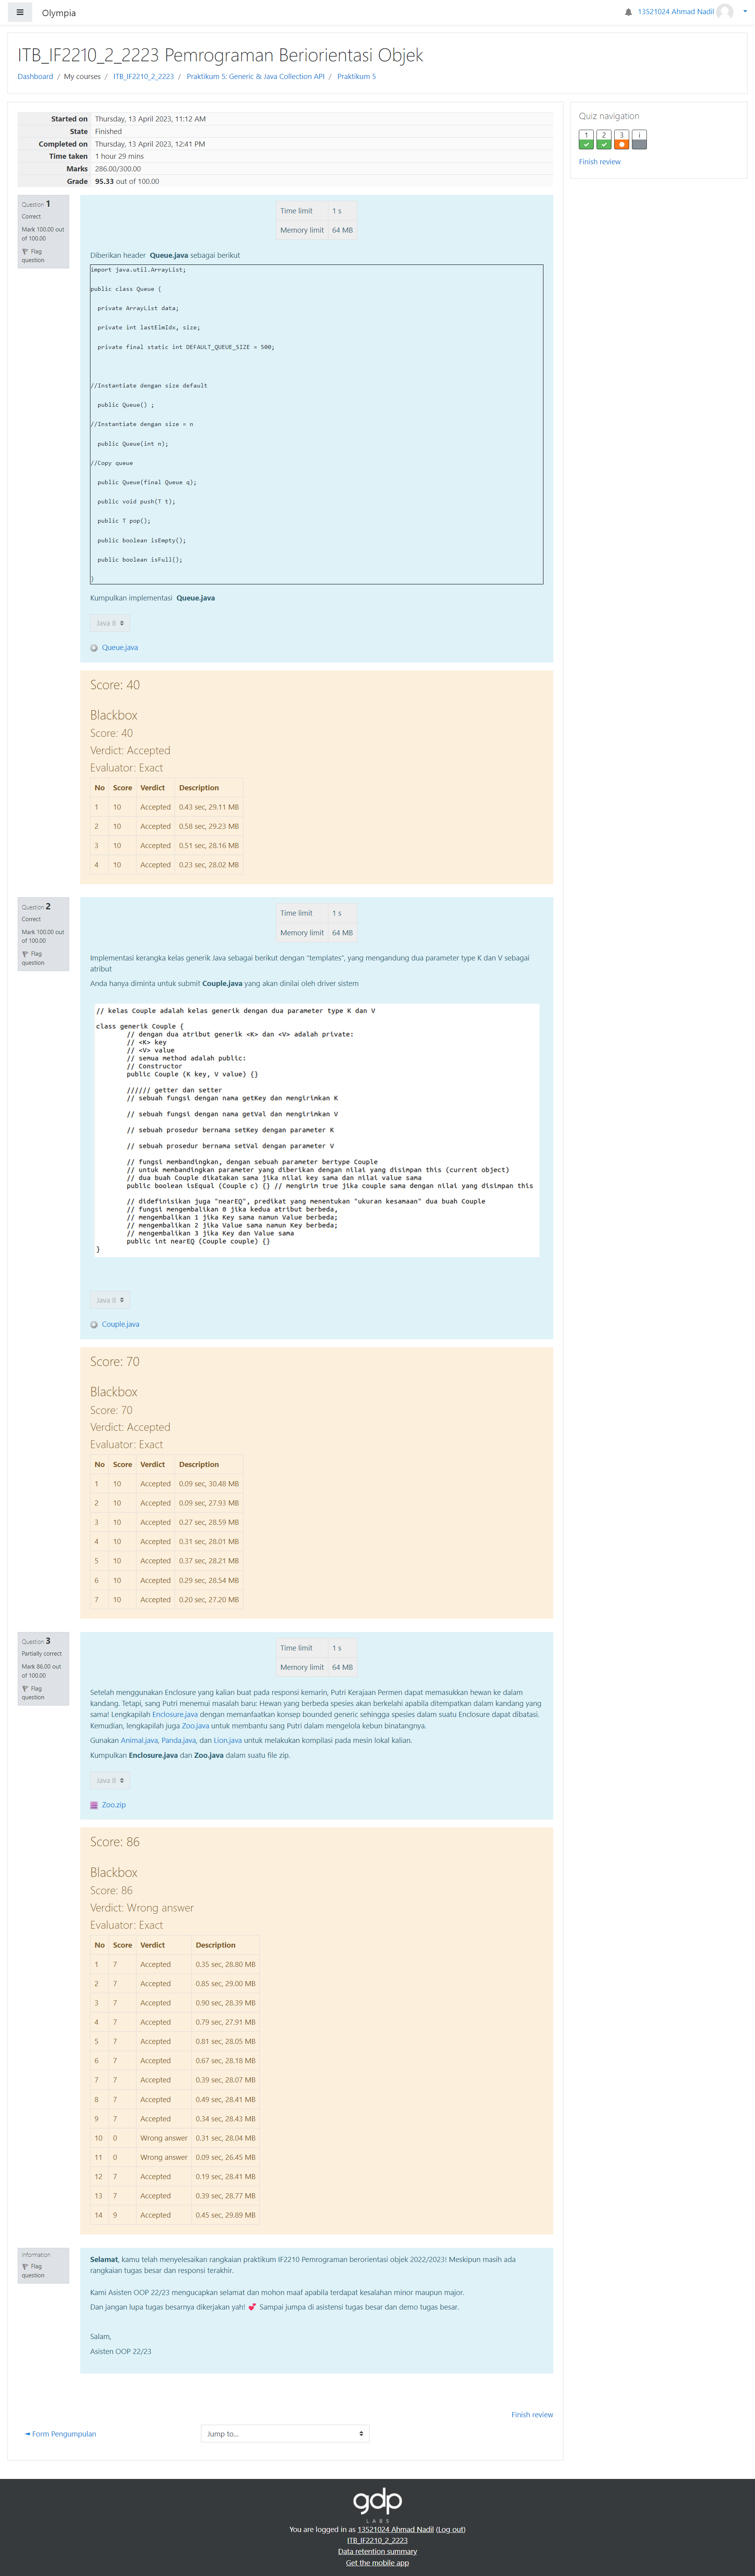 Olympia
13521024 Ahmad Nadil
ITB_IF2210_2_2223 Pemrograman Beriorientasi Objek
Dashboard / My courses / ITB_IF2210_2_2223 / Praktikum 5: Generic & Java Collection API / Praktikum 5
Started on Thursday, 13 April 2023, 11:12 AM
State Finished
Completed on Thursday, 13 April 2023, 12:41 PM
Time taken 1 hour 29 mins
Marks 286.00/300.00
Grade 95.33 out of 100.00
Quiz navigation
1 2 3 i
Finish review
Question 1
Correct
Mark 100.00 out
of 100.00
Flag
question
Time limit 1 s
Memory limit 64 MB
Diberikan header Queue.java sebagai berikut
import java.util.ArrayList;
public class Queue {
private ArrayList data;
private int lastElmIdx, size;
private final static int DEFAULT_QUEUE_SIZE = 500;
//Instantiate dengan size default
public Queue() ;
//Instantiate dengan size = n
public Queue(int n);
//Copy queue
public Queue(final Queue q);
public void push(T t);
public T pop();
public boolean isEmpty();
public boolean isFull();
}
Kumpulkan implementasi Queue.java
Java 8
Queue.java
Score: 40
Blackbox
Score: 40
Verdict: Accepted
Evaluator: Exact
No Score Verdict Description
1 10 Accepted 0.43 sec, 29.11 MB
2 10 Accepted 0.58 sec, 29.23 MB
3 10 Accepted 0.51 sec, 28.16 MB
4 10 Accepted 0.23 sec, 28.02 MB
Question 2
Correct
Mark 100.00 out
of 100.00
Flag
question
Time limit 1 s
Memory limit 64 MB
Implementasi kerangka kelas generik Java sebagai berikut dengan "templates", yang mengandung dua parameter type K dan V sebagai
atribut
Anda hanya diminta untuk submit Couple.java yang akan dinilai oleh driver sistem
// kelas Couple adalah kelas generik dengan dua parameter type K dan V
class generik Couple {
// dengan dua atribut generik <K> dan <V> adalah private:
// <K> key
// <V> value
// semua method adalah public:
// Constructor
public Couple (K key, V value) {}
////// getter dan setter
// sebuah fungsi dengan nama getKey dan mengirimkan K
// sebuah fungsi dengan nama getVal dan mengirimkan V
// sebuah prosedur bernama setKey dengan parameter K
// sebuah prosedur bernama setVal dengan parameter V
// fungsi membandingkan, dengan sebuah parameter bertype Couple
// untuk membandingkan parameter yang diberikan dengan nilai yang disimpan this (current object)
// dua buah Couple dikatakan sama jika nilai key sama dan nilai value sama
public boolean isEqual (Couple c) {} // mengirim true jika couple sama dengan nilai yang disimpan this
// didefinisikan juga "nearEQ", predikat yang menentukan "ukuran kesamaan" dua buah Couple
// fungsi mengembalikan 0 jika kedua atribut berbeda,
// mengembalikan 1 jika Key sama namun Value berbeda;
// mengembalikan 2 jika Value sama namun Key berbeda;
// mengembalikan 3 jika Key dan Value sama
public int nearEQ (Couple couple) {}
}
Java 8
Couple.java
Score: 70
Blackbox
Score: 70
Verdict: Accepted
Evaluator: Exact
No Score Verdict Description
1 10 Accepted 0.09 sec, 30.48 MB
2 10 Accepted 0.09 sec, 27.93 MB
3 10 Accepted 0.27 sec, 28.59 MB
4 10 Accepted 0.31 sec, 28.01 MB
5 10 Accepted 0.37 sec, 28.21 MB
6 10 Accepted 0.29 sec, 28.54 MB
7 10 Accepted 0.20 sec, 27.20 MB
Question 3
Partially correct
Mark 86.00 out
of 100.00
Flag
question
Time limit 1 s
Memory limit 64 MB
Setelah menggunakan Enclosure yang kalian buat pada responsi kemarin, Putri Kerajaan Permen dapat memasukkan hewan ke dalam
kandang. Tetapi, sang Putri menemui masalah baru: Hewan yang berbeda spesies akan berkelahi apabila ditempatkan dalam kandang yang
sama! Lengkapilah Enclosure.java dengan memanfaatkan konsep bounded generic sehingga spesies dalam suatu Enclosure dapat dibatasi.
Kemudian, lengkapilah juga Zoo.java untuk membantu sang Putri dalam mengelola kebun binatangnya.
Gunakan Animal.java, Panda.java, dan Lion.java untuk melakukan kompilasi pada mesin lokal kalian.
Kumpulkan Enclosure.java dan Zoo.java dalam suatu file zip.
Java 8
Zoo.zip
Score: 86
Blackbox
Score: 86
Verdict: Wrong answer
Evaluator: Exact
No Score Verdict Description
1 7 Accepted 0.35 sec, 28.80 MB
2 7 Accepted 0.85 sec, 29.00 MB
3 7 Accepted 0.90 sec, 28.39 MB
4 7 Accepted 0.79 sec, 27.91 MB
5 7 Accepted 0.81 sec, 28.05 MB
6 7 Accepted 0.67 sec, 28.18 MB
7 7 Accepted 0.39 sec, 28.07 MB
8 7 Accepted 0.49 sec, 28.41 MB
9 7 Accepted 0.34 sec, 28.43 MB
10 0 Wrong answer 0.31 sec, 28.04 MB
11 0 Wrong answer 0.09 sec, 26.45 MB
12 7 Accepted 0.19 sec, 28.41 MB
13 7 Accepted 0.39 sec, 28.77 MB
14 9 Accepted 0.45 sec, 29.89 MB
Information
Flag
question
Selamat, kamu telah menyelesaikan rangkaian praktikum IF2210 Pemrograman berorientasi objek 2022/2023! Meskipun masih ada
rangkaian tugas besar dan responsi terakhir.
Kami Asisten OOP 22/23 mengucapkan selamat dan mohon maaf apabila terdapat kesalahan minor maupun major.
Dan jangan lupa tugas besarnya dikerjakan yah! 💕 Sampai jumpa di asistensi tugas besar dan demo tugas besar.
Salam,
Asisten OOP 22/23
Finish review
◄ Form Pengumpulan
Jump to...
gdp
LABS
You are logged in as 13521024 Ahmad Nadil (Log out)
ITB_IF2210_2_2223
Data retention summary
Get the mobile app